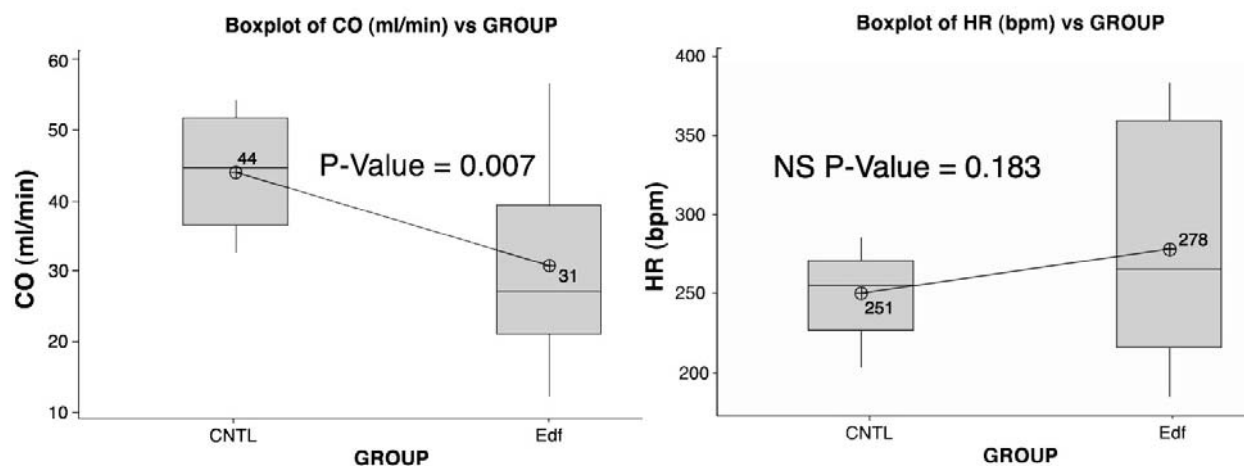 Boxplot of CO (ml/min) vs GROUP
60
50
40
30
20
10
CO (ml/min)
44
P-Value = 0.007
31
CNTL
Edf
GROUP
Boxplot of HR (bpm) vs GROUP
400
350
300
250
200
HR (bpm)
NS P-Value = 0.183
278
251
CNTL
Edf
GROUP